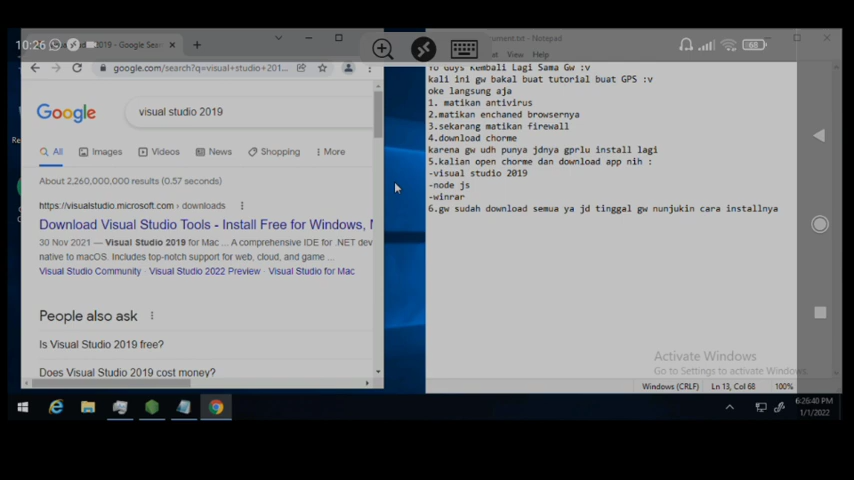 10:26
68
- Google Sea
ument.txt - Notepad
et View Help
google.com/search?q=visual+studio+201...
Google
visual studio 2019
All Images Videos News Shopping More
About 2,260,000,000 results (0.57 seconds)
https://visualstudio.microsoft.com › downloads
Download Visual Studio Tools - Install Free for Windows, M
30 Nov 2021 — Visual Studio 2019 for Mac ... A comprehensive IDE for .NET dev
native to macOS. Includes top-notch support for web, cloud, and game ...
Visual Studio Community · Visual Studio 2022 Preview · Visual Studio for Mac
People also ask
Is Visual Studio 2019 free?
Does Visual Studio 2019 cost money?
Yo Guys Kembali Lagi Sama Gw :v
kali ini gw bakal buat tutorial buat GPS :v
oke langsung aja
1. matikan antivirus
2.matikan enchaned browsernya
3.sekarang matikan firewall
4.download chorme
karena gw udh punya jdnya gprlu install lagi
5.kalian open chorme dan download app nih :
-visual studio 2019
-node js
-winrar
6.gw sudah download semua ya jd tinggal gw nunjukin cara installnya
Activate Windows
Go to Settings to activate Windows.
Windows (CRLF) Ln 13, Col 68 100%
6:26:40 PM
1/1/2022